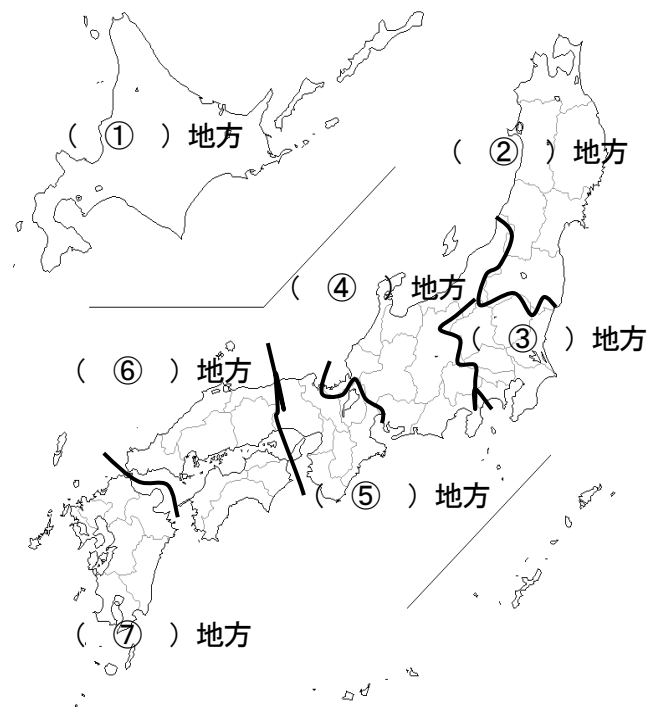 （　①　）地方
（　②　）地方
（　④　）地方
（　③　）地方
（　⑥　）地方
（　⑤　）地方
（　⑦　）地方